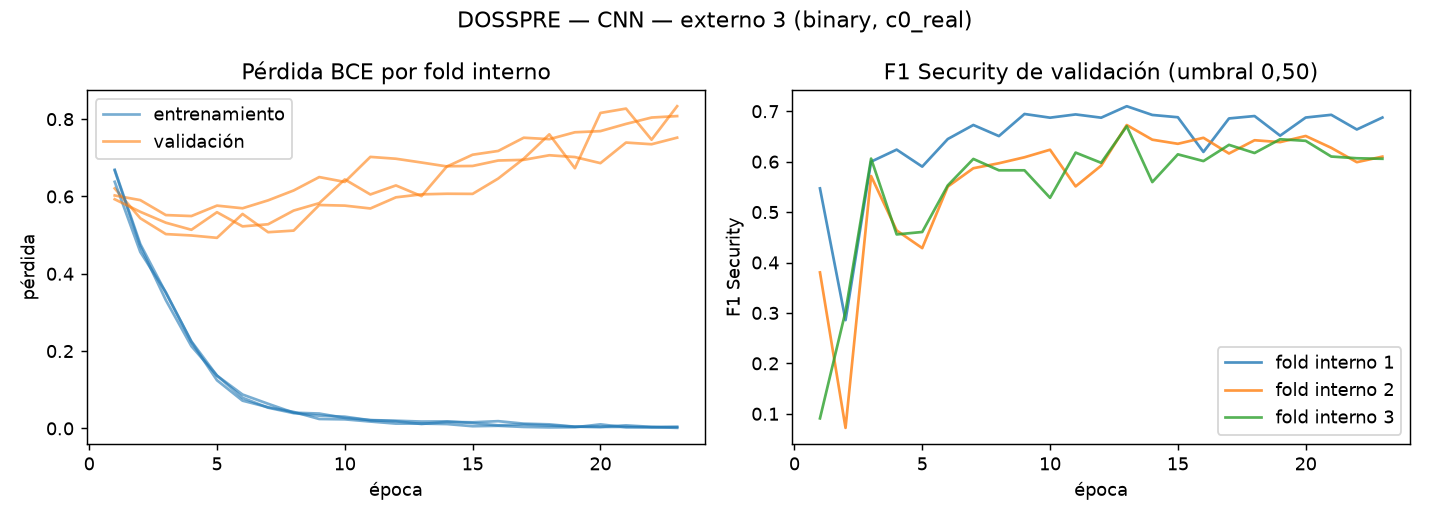 DOSSPRE — CNN — externo 3 (binary, c0_real)
Pérdida BCE por fold interno
entrenamiento
validación
pérdida
0.8
0.6
0.4
0.2
0.0
0
5
10
15
20
época
F1 Security de validación (umbral 0,50)
F1 Security
0.7
0.6
0.5
0.4
0.3
0.2
0.1
fold interno 1
fold interno 2
fold interno 3
0
5
10
15
20
época